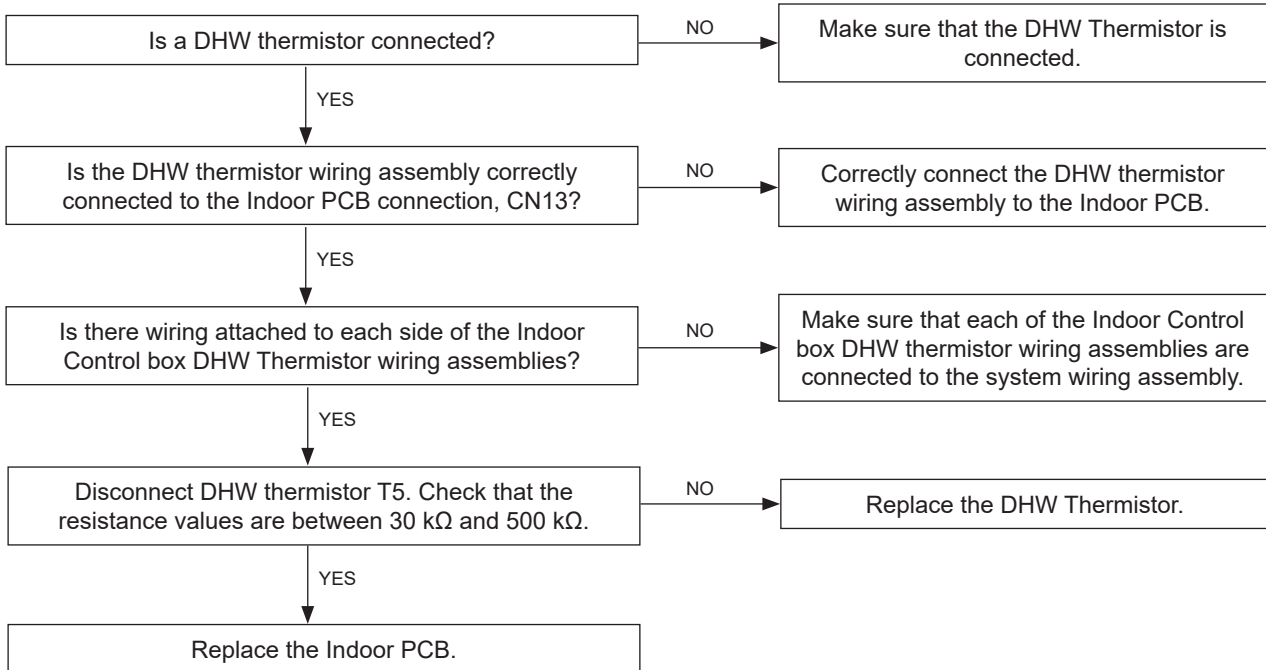 Is a DHW thermistor connected?
NO
Make sure that the DHW Thermistor is
connected.
YES
Is the DHW thermistor wiring assembly correctly
connected to the Indoor PCB connection, CN13?
NO
Correctly connect the DHW thermistor
wiring assembly to the Indoor PCB.
YES
Is there wiring attached to each side of the Indoor
Control box DHW Thermistor wiring assemblies?
NO
Make sure that each of the Indoor Control
box DHW thermistor wiring assemblies are
connected to the system wiring assembly.
YES
Disconnect DHW thermistor T5. Check that the
resistance values are between 30 kΩ and 500 kΩ.
NO
Replace the DHW Thermistor.
YES
Replace the Indoor PCB.